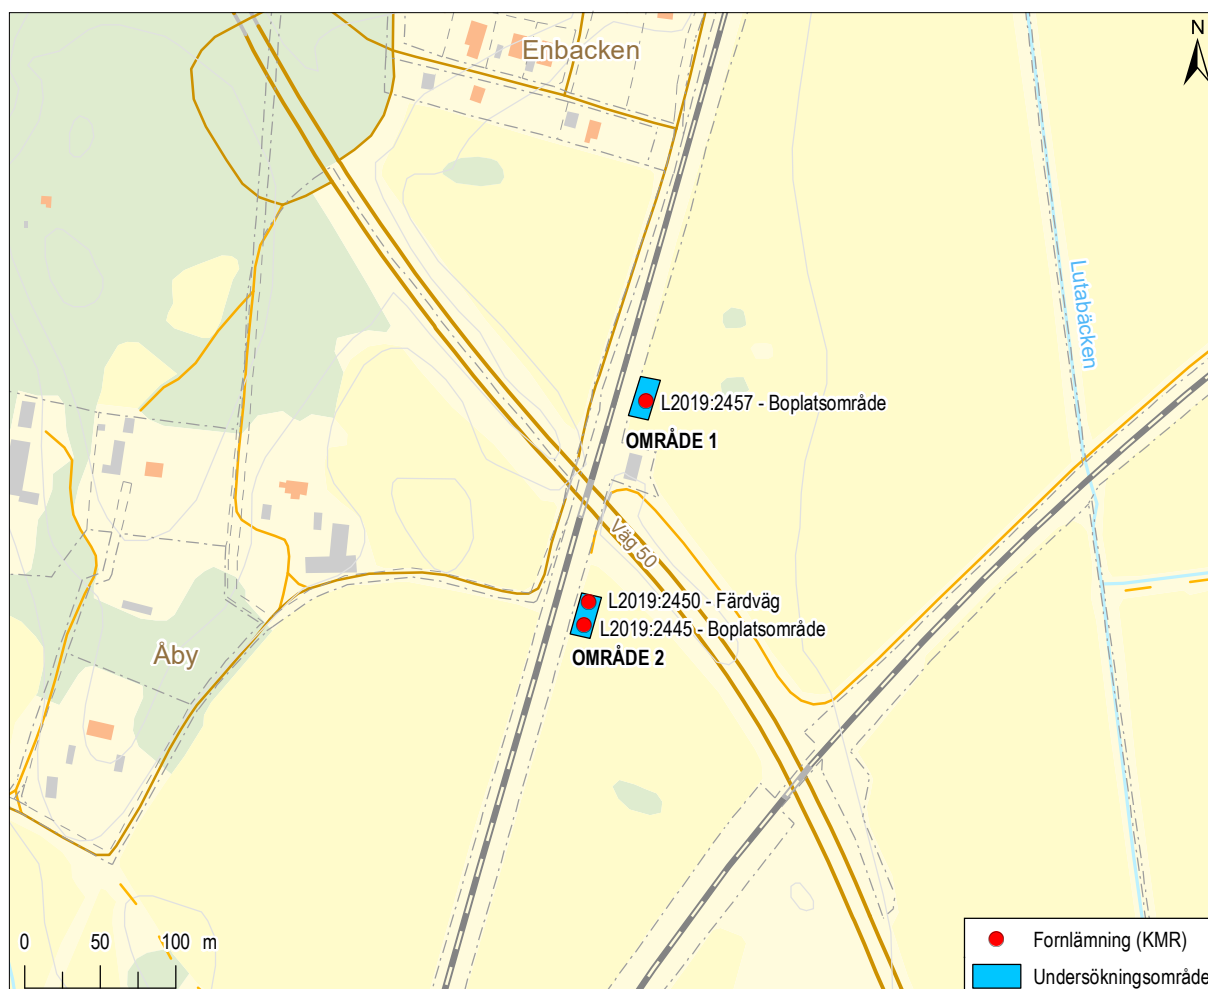 Enbacken
N
Lutabäcken
L2019:2457 - Boplatsområde
OMRÅDE 1
Väg 50
L2019:2450 - Färdväg
L2019:2445 - Boplatsområde
OMRÅDE 2
Åby
0 50 100 m
Fornlämning (KMR)
Undersökningsområde